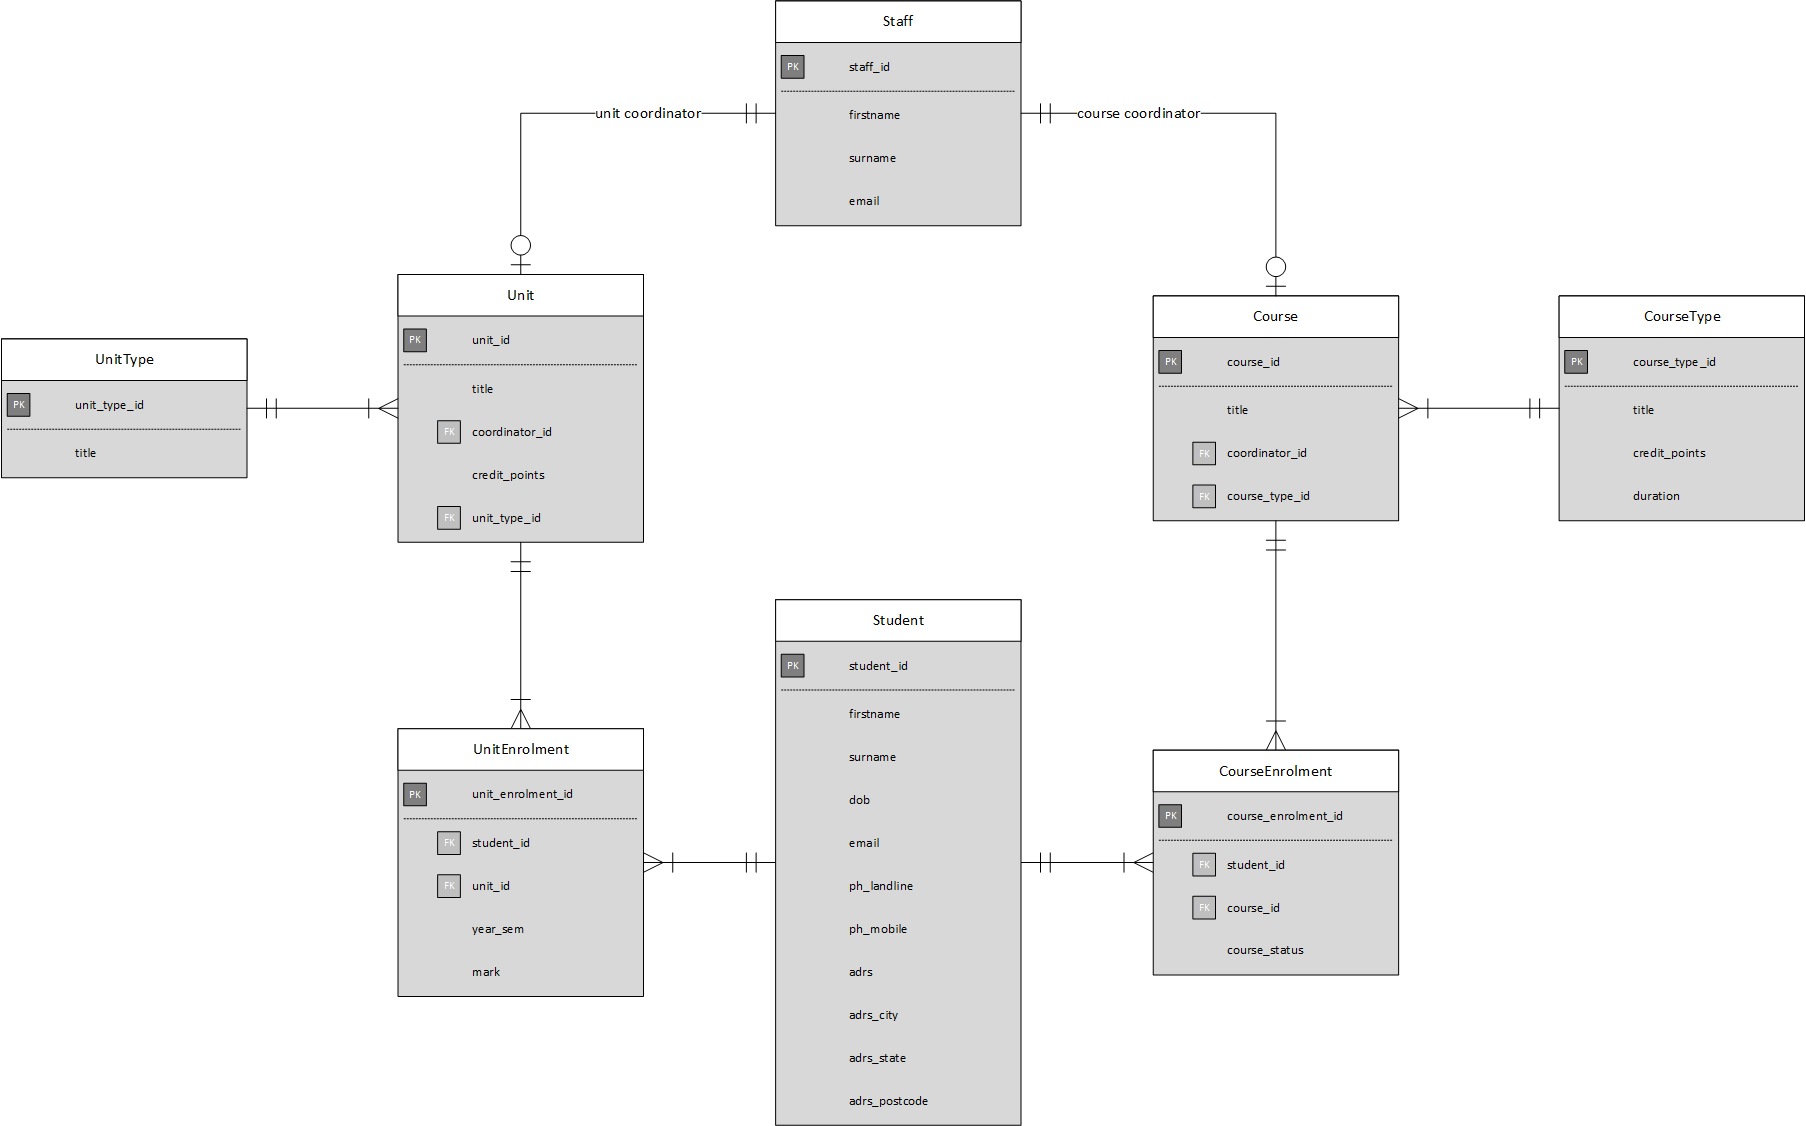 Staff
PK staff_id
firstname
surname
email
unit coordinator
course coordinator
Unit
PK unit_id
title
FK coordinator_id
credit_points
FK unit_type_id
UnitType
PK unit_type_id
title
Course
PK course_id
title
FK coordinator_id
FK course_type_id
CourseType
PK course_type_id
title
credit_points
duration
Student
PK student_id
firstname
surname
dob
email
ph_landline
ph_mobile
adrs
adrs_city
adrs_state
adrs_postcode
UnitEnrolment
PK unit_enrolment_id
FK student_id
FK unit_id
year_sem
mark
CourseEnrolment
PK course_enrolment_id
FK student_id
FK course_id
course_status